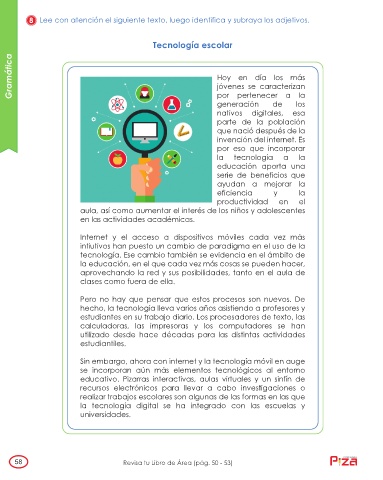 8 Lee con atención el siguiente texto, luego identifica y subraya los adjetivos.
Gramática
Tecnología escolar
Hoy en día los más
jóvenes se caracterizan
por pertenecer a la
generación de los
nativos digitales, esa
parte de la población
que nació después de la
invención del internet. Es
por eso que incorporar
la tecnología a la
educación aporta una
serie de beneficios que
ayudan a mejorar la
eficiencia y la
productividad en el
aula, así como aumentar el interés de los niños y adolescentes
en las actividades académicas.
Internet y el acceso a dispositivos móviles cada vez más
intiutivos han puesto un cambio de paradigma en el uso de la
tecnología. Ese cambio también se evidencia en el ámbito de
la educación, en el que cada vez más cosas se pueden hacer,
aprovechando la red y sus posibilidades, tanto en el aula de
clases como fuera de ella.
Pero no hay que pensar que estos procesos son nuevos. De
hecho, la tecnología lleva varios años asistiendo a profesores y
estudiantes en su trabajo diario. Los procesadores de texto, las
calculadoras, las impresoras y los computadores se han
utilizado desde hace décadas para las distintas actividades
estudiantiles.
Sin embargo, ahora con internet y la tecnología móvil en auge
se incorporan aún más elementos tecnológicos al entorno
educativo. Pizarras interactivas, aulas virtuales y un sinfín de
recursos electrónicos para llevar a cabo investigaciones o
realizar trabajos escolares son algunas de las formas en las que
la tecnología digital se ha integrado con las escuelas y
universidades.
58
Revisa tu Libro de Área (pág. 50 - 53)